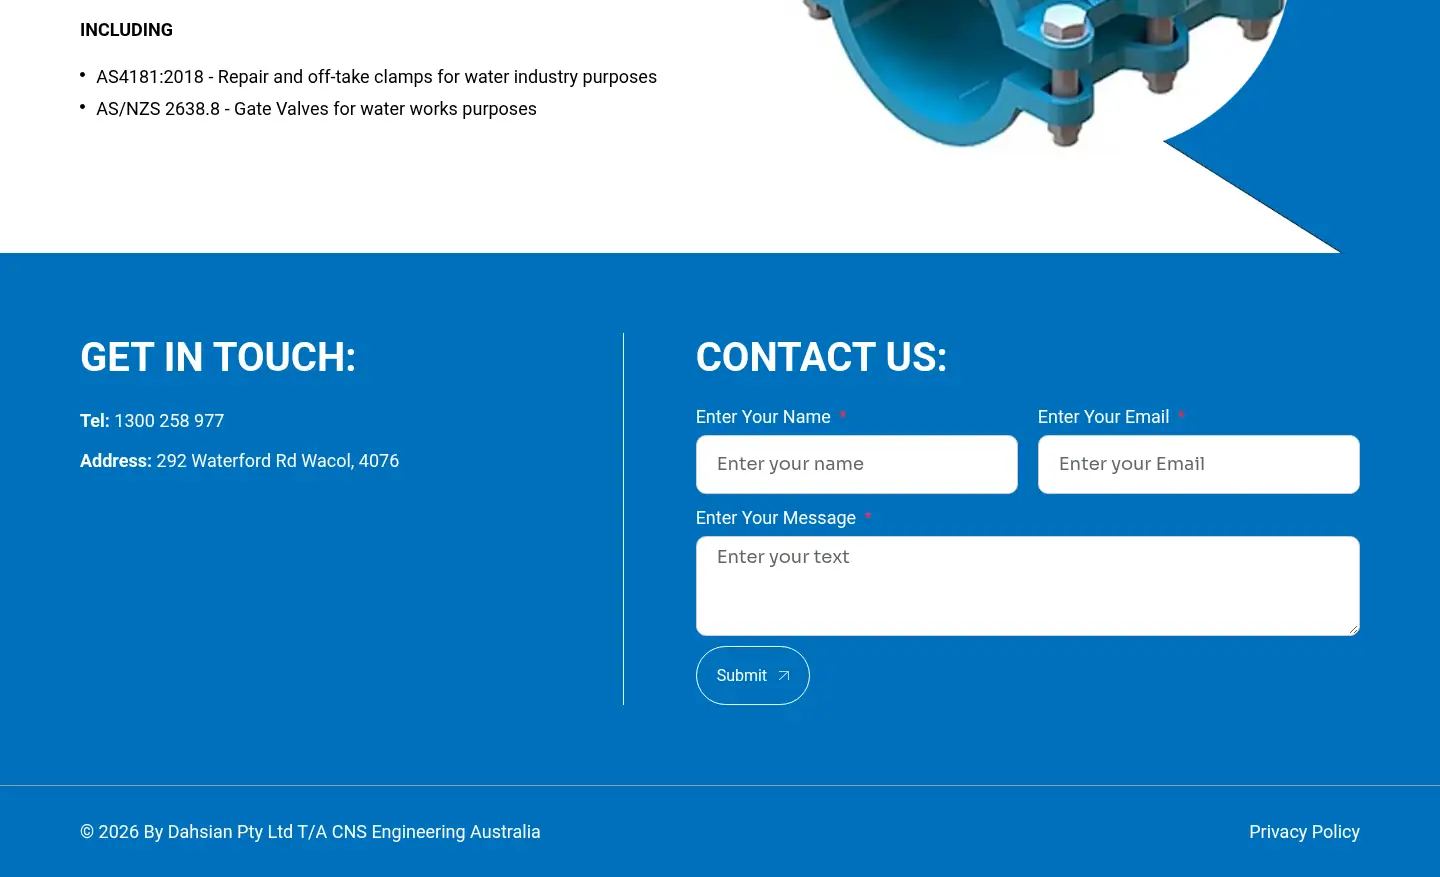 INCLUDING
• AS4181:2018 - Repair and off-take clamps for water industry purposes
• AS/NZS 2638.8 - Gate Valves for water works purposes
GET IN TOUCH:
Tel: 1300 258 977
Address: 292 Waterford Rd Wacol, 4076
CONTACT US:
Enter Your Name *
Enter Your Email *
Enter your name
Enter your Email
Enter Your Message *
Enter your text
Submit
© 2026 By Dahsian Pty Ltd T/A CNS Engineering Australia
Privacy Policy